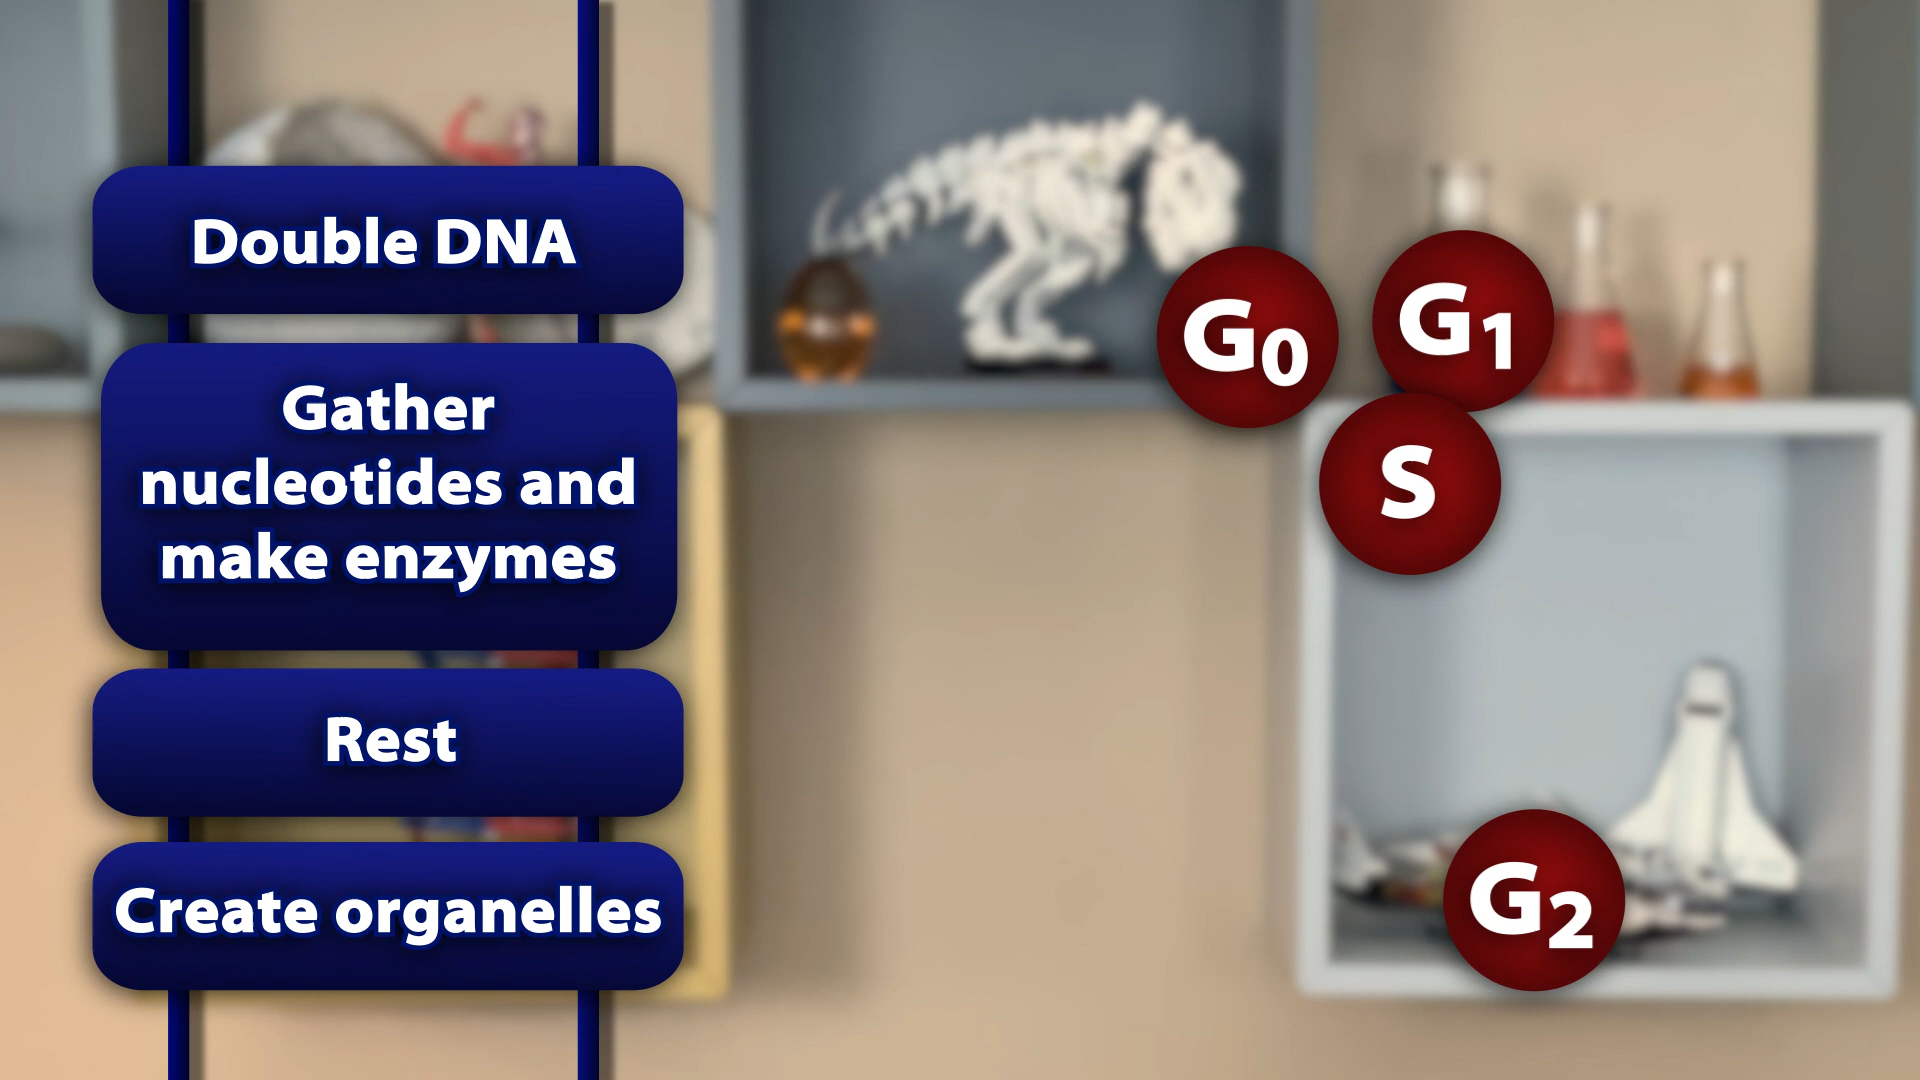 Double DNA
Gather
nucleotides and
make enzymes
Rest
Create organelles
G₀
G₁
S
G₂